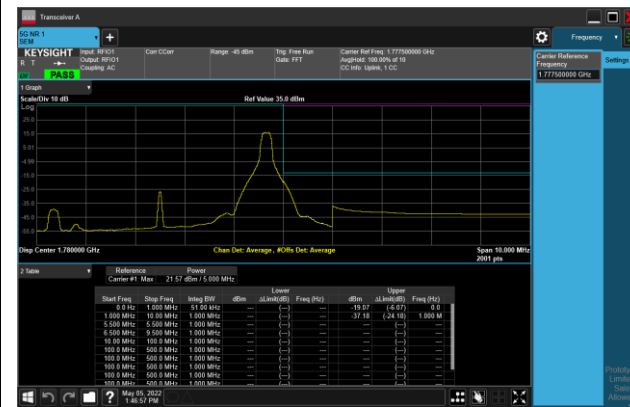 Transceiver A
5G NR 1
SEM
Frequency
KEYSIGHT
Input: RFIO1
Output: RFIO1
Coupling: AC
Corr CCorr
Range: -45 dBm
Trig: Free Run
Gate: FFT
Carrier Ref Freq: 1.777500000 GHz
Avg|Hold: 100.00% of 10
CC Info: Uplink, 1 CC
R T
PASS
Carrier Reference
Frequency
1.777500000 GHz
Settings
1 Graph
Scale/Div 10 dB
Ref Value 35.0 dBm
Log
25.0
15.0
5.01
-4.99
-15.0
-25.0
-35.0
-45.0
-55.0
Disp Center 1.780000 GHz
Chan Det: Average , #Offs Det: Average
Span 10.000 MHz
2001 pts
2 Table
Reference Power
Carrier #1 Max 21.57 dBm / 5.000 MHz
Lower Upper
Start Freq Stop Freq Integ BW dBm ΔLimit(dB) Freq (Hz) dBm ΔLimit(dB) Freq (Hz)
0.0 Hz 1.000 MHz 51.00 kHz --- (---) --- -19.07 (-6.07) 0.0
1.000 MHz 10.00 MHz 1.000 MHz --- (---) --- -37.18 (-24.18) 1.000 M
5.500 MHz 5.500 MHz 1.000 MHz --- (---) --- --- (---) ---
6.500 MHz 9.500 MHz 1.000 MHz --- (---) --- --- (---) ---
10.00 MHz 100.0 MHz 1.000 MHz --- (---) --- --- (---) ---
100.0 MHz 500.0 MHz 1.000 MHz --- (---) --- --- (---) ---
100.0 MHz 500.0 MHz 1.000 MHz --- (---) --- --- (---) ---
100.0 MHz 500.0 MHz 1.000 MHz --- (---) --- --- (---) ---
100.0 MHz 500.0 MHz 1.000 MHz --- (---) --- --- (---) ---
Prototy
Limite
Sale
Allowe
May 05, 2022
1:46:57 PM